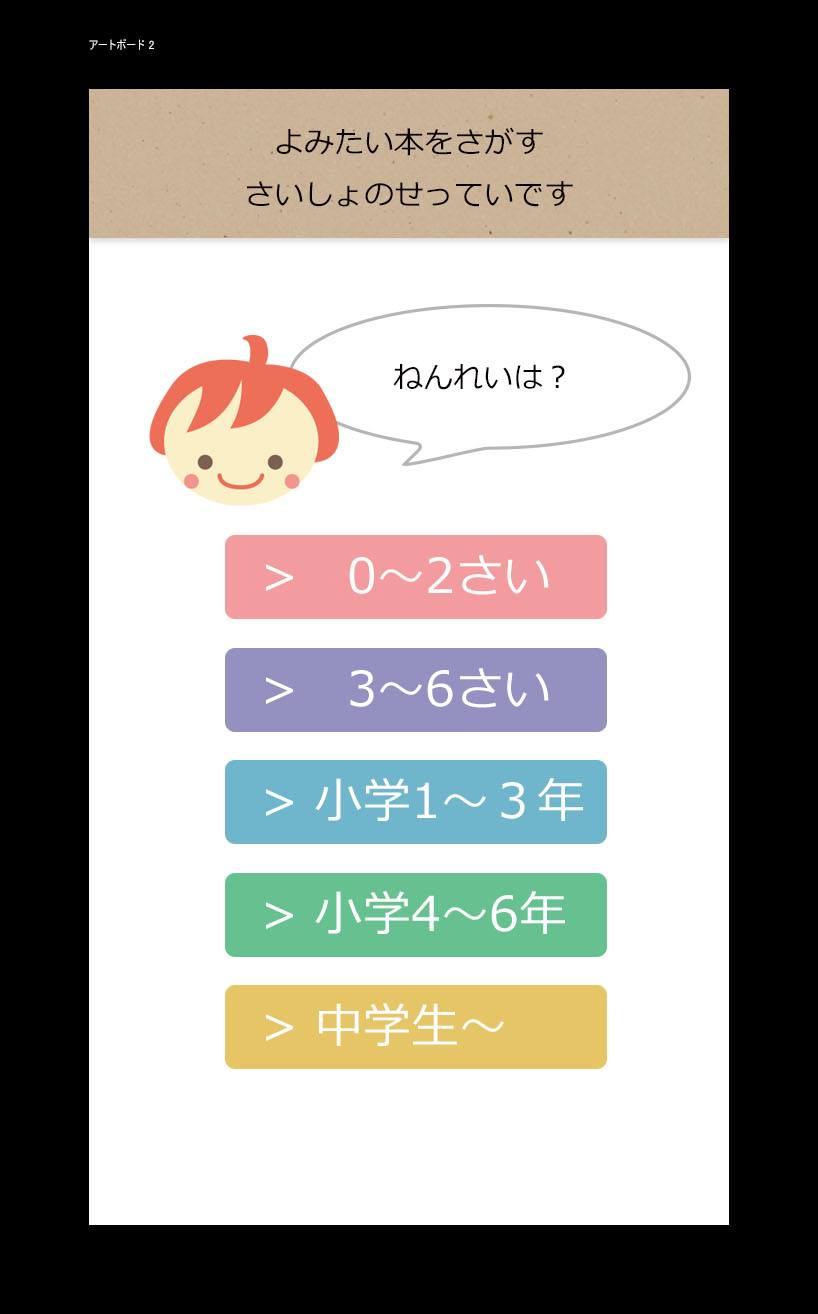 アートボード 2
よみたい本をさがす
さいしょのせっていです
ねんれいは？
>　0～2さい
>　3～6さい
> 小学1～３年
> 小学4～6年
> 中学生～